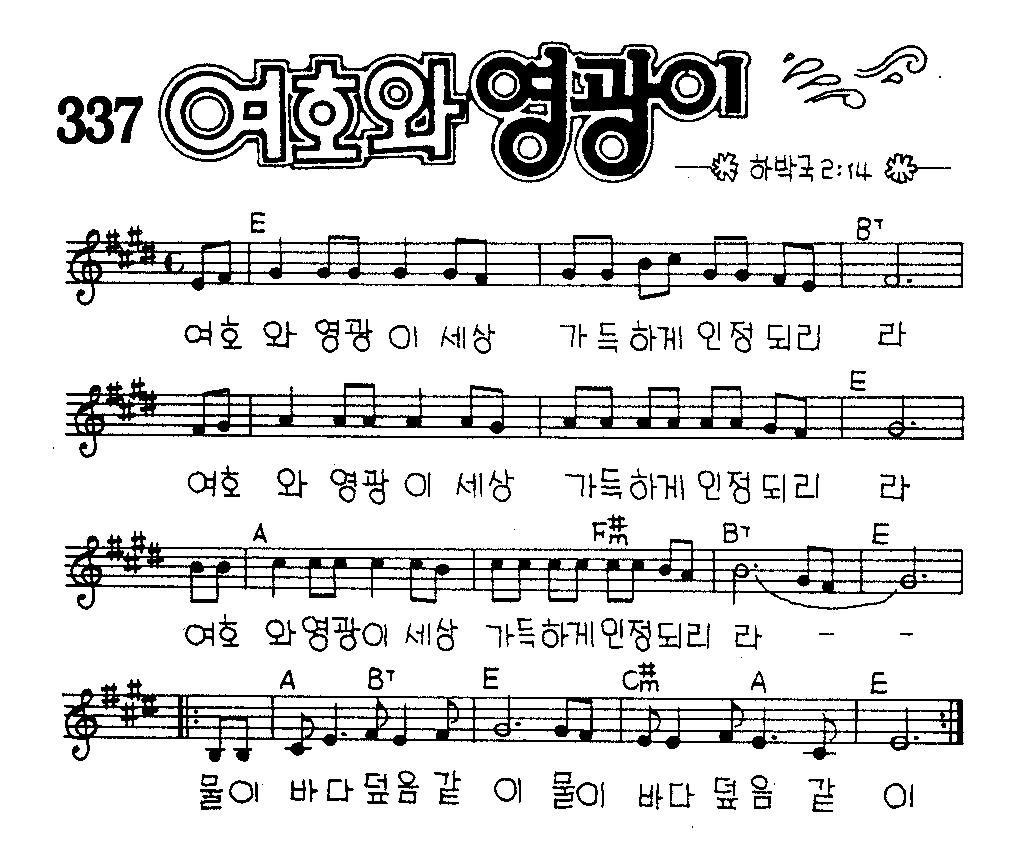 337 여호와 영광이
하박국 2:14
E B7
여호 와 영광 이 세상 가 득 하게 인정 되리 라
E
여호 와 영광 이 세상 가득하게 인정 되리 라
A F#m B7 E
여호 와영광이 세상 가득하게인정되리 라 - -
A B7 E C#m A E
물이 바다 덮음 같 이 물이 바다 덮음 같 이